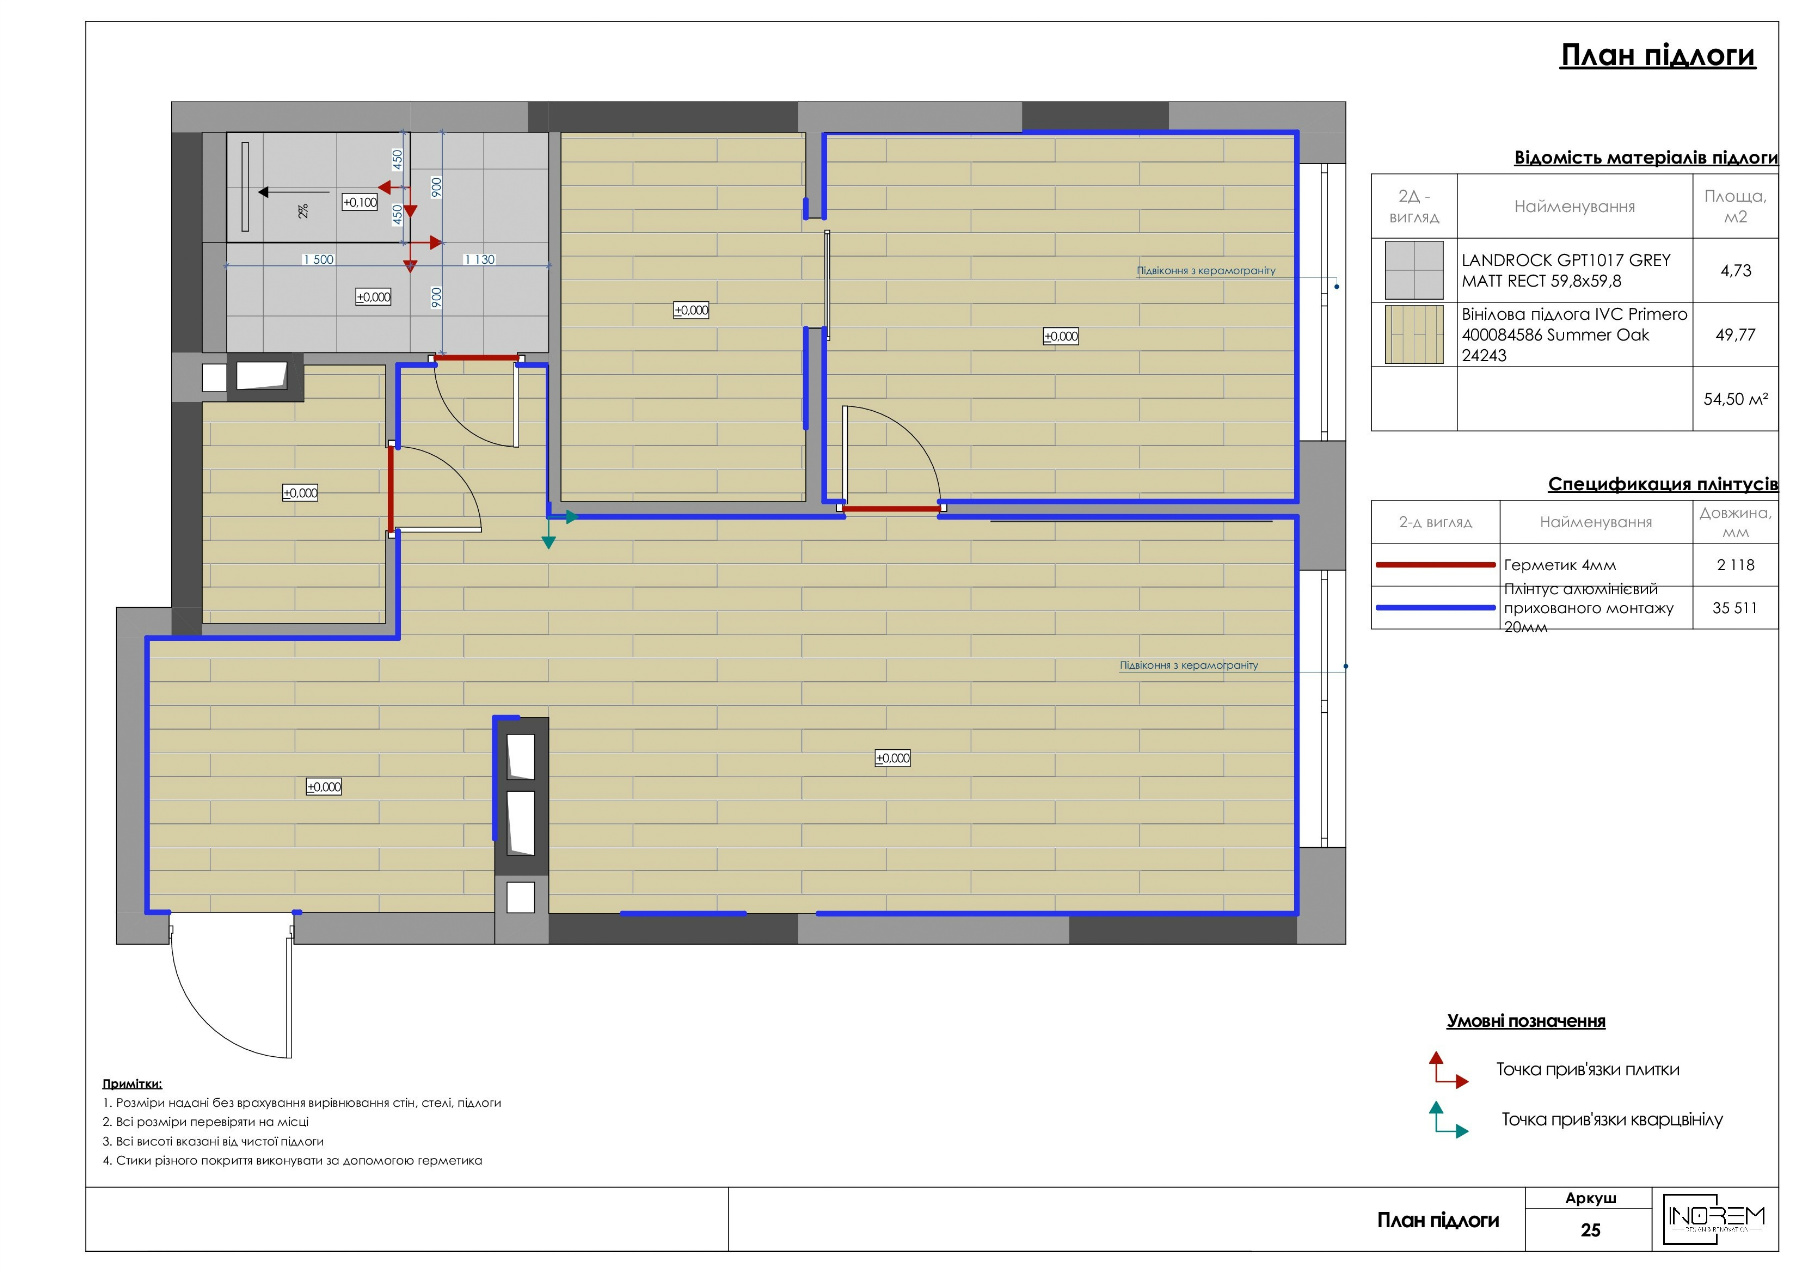 План підлоги
Відомість матеріалів підлоги
2Д -
вигляд
Найменування
Площа,
м2
LANDROCK GPT1017 GREY
MATT RECT 59,8x59,8
4,73
Вінілова підлога IVC Primero
400084586 Summer Oak
24243
49,77
54,50 м²
Спецификация плінтусів
2-д вигляд
Найменування
Довжина,
мм
Герметик 4мм
2 118
Плінтус алюмінієвий
прихованого монтажу
20мм
35 511
450
900
2%
+0,100
450
1 500
1 130
±0,000
900
±0,000
Підвіконня з керамограніту
±0,000
±0,000
Підвіконня з керамограніту
±0,000
±0,000
Умовні позначення
Точка прив'язки плитки
Точка прив'язки кварцвінілу
Примітки:
1. Розміри надані без врахування вирівнювання стін, стелі, підлоги
2. Всі розміри перевіряти на місці
3. Всі висоті вказані від чистої підлоги
4. Стики різного покриття виконувати за допомогою герметика
План підлоги
Аркуш
25
INOREM